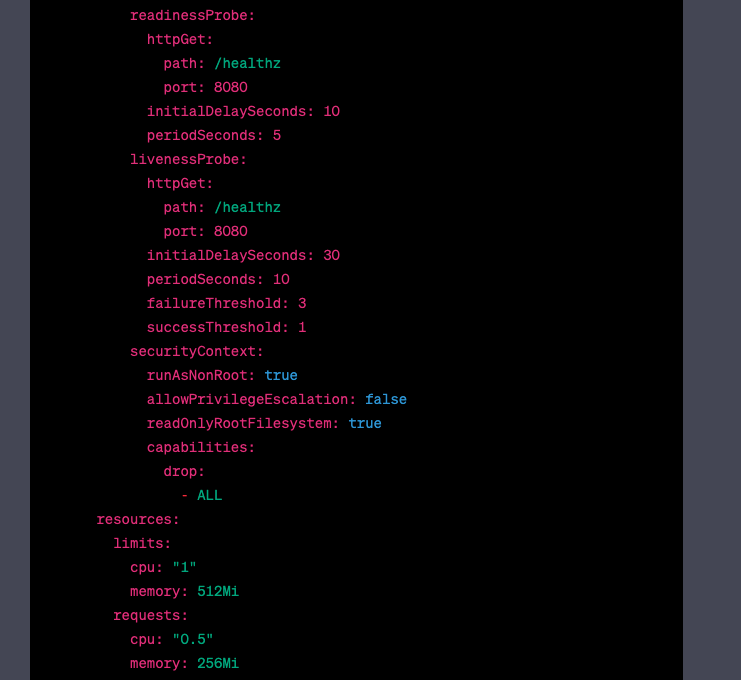 readinessProbe:
  httpGet:
    path: /healthz
    port: 8080
  initialDelaySeconds: 10
  periodSeconds: 5
livenessProbe:
  httpGet:
    path: /healthz
    port: 8080
  initialDelaySeconds: 30
  periodSeconds: 10
  failureThreshold: 3
  successThreshold: 1
securityContext:
  runAsNonRoot: true
  allowPrivilegeEscalation: false
  readOnlyRootFilesystem: true
  capabilities:
    drop:
      - ALL
resources:
  limits:
    cpu: "1"
    memory: 512Mi
  requests:
    cpu: "0.5"
    memory: 256Mi